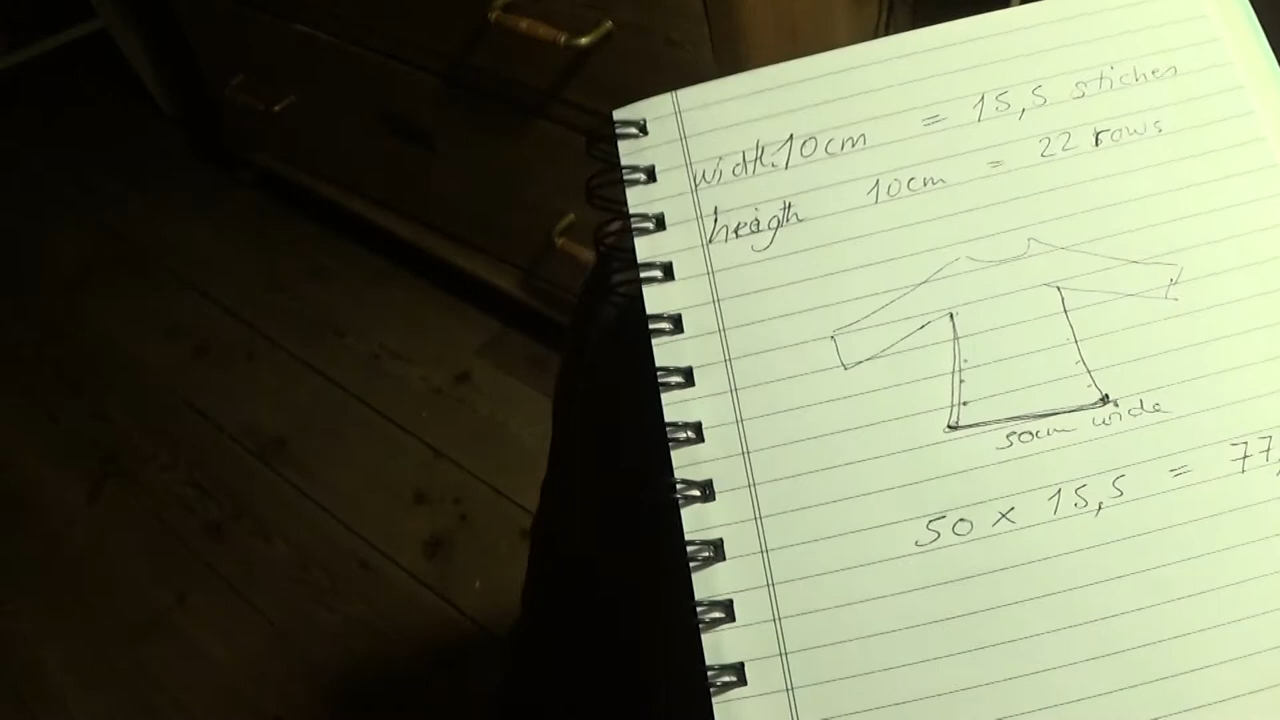 width 10cm = 15,5 stiches
heigth 10cm = 22 rows
50cm wide
50 x 15,5 = 77,